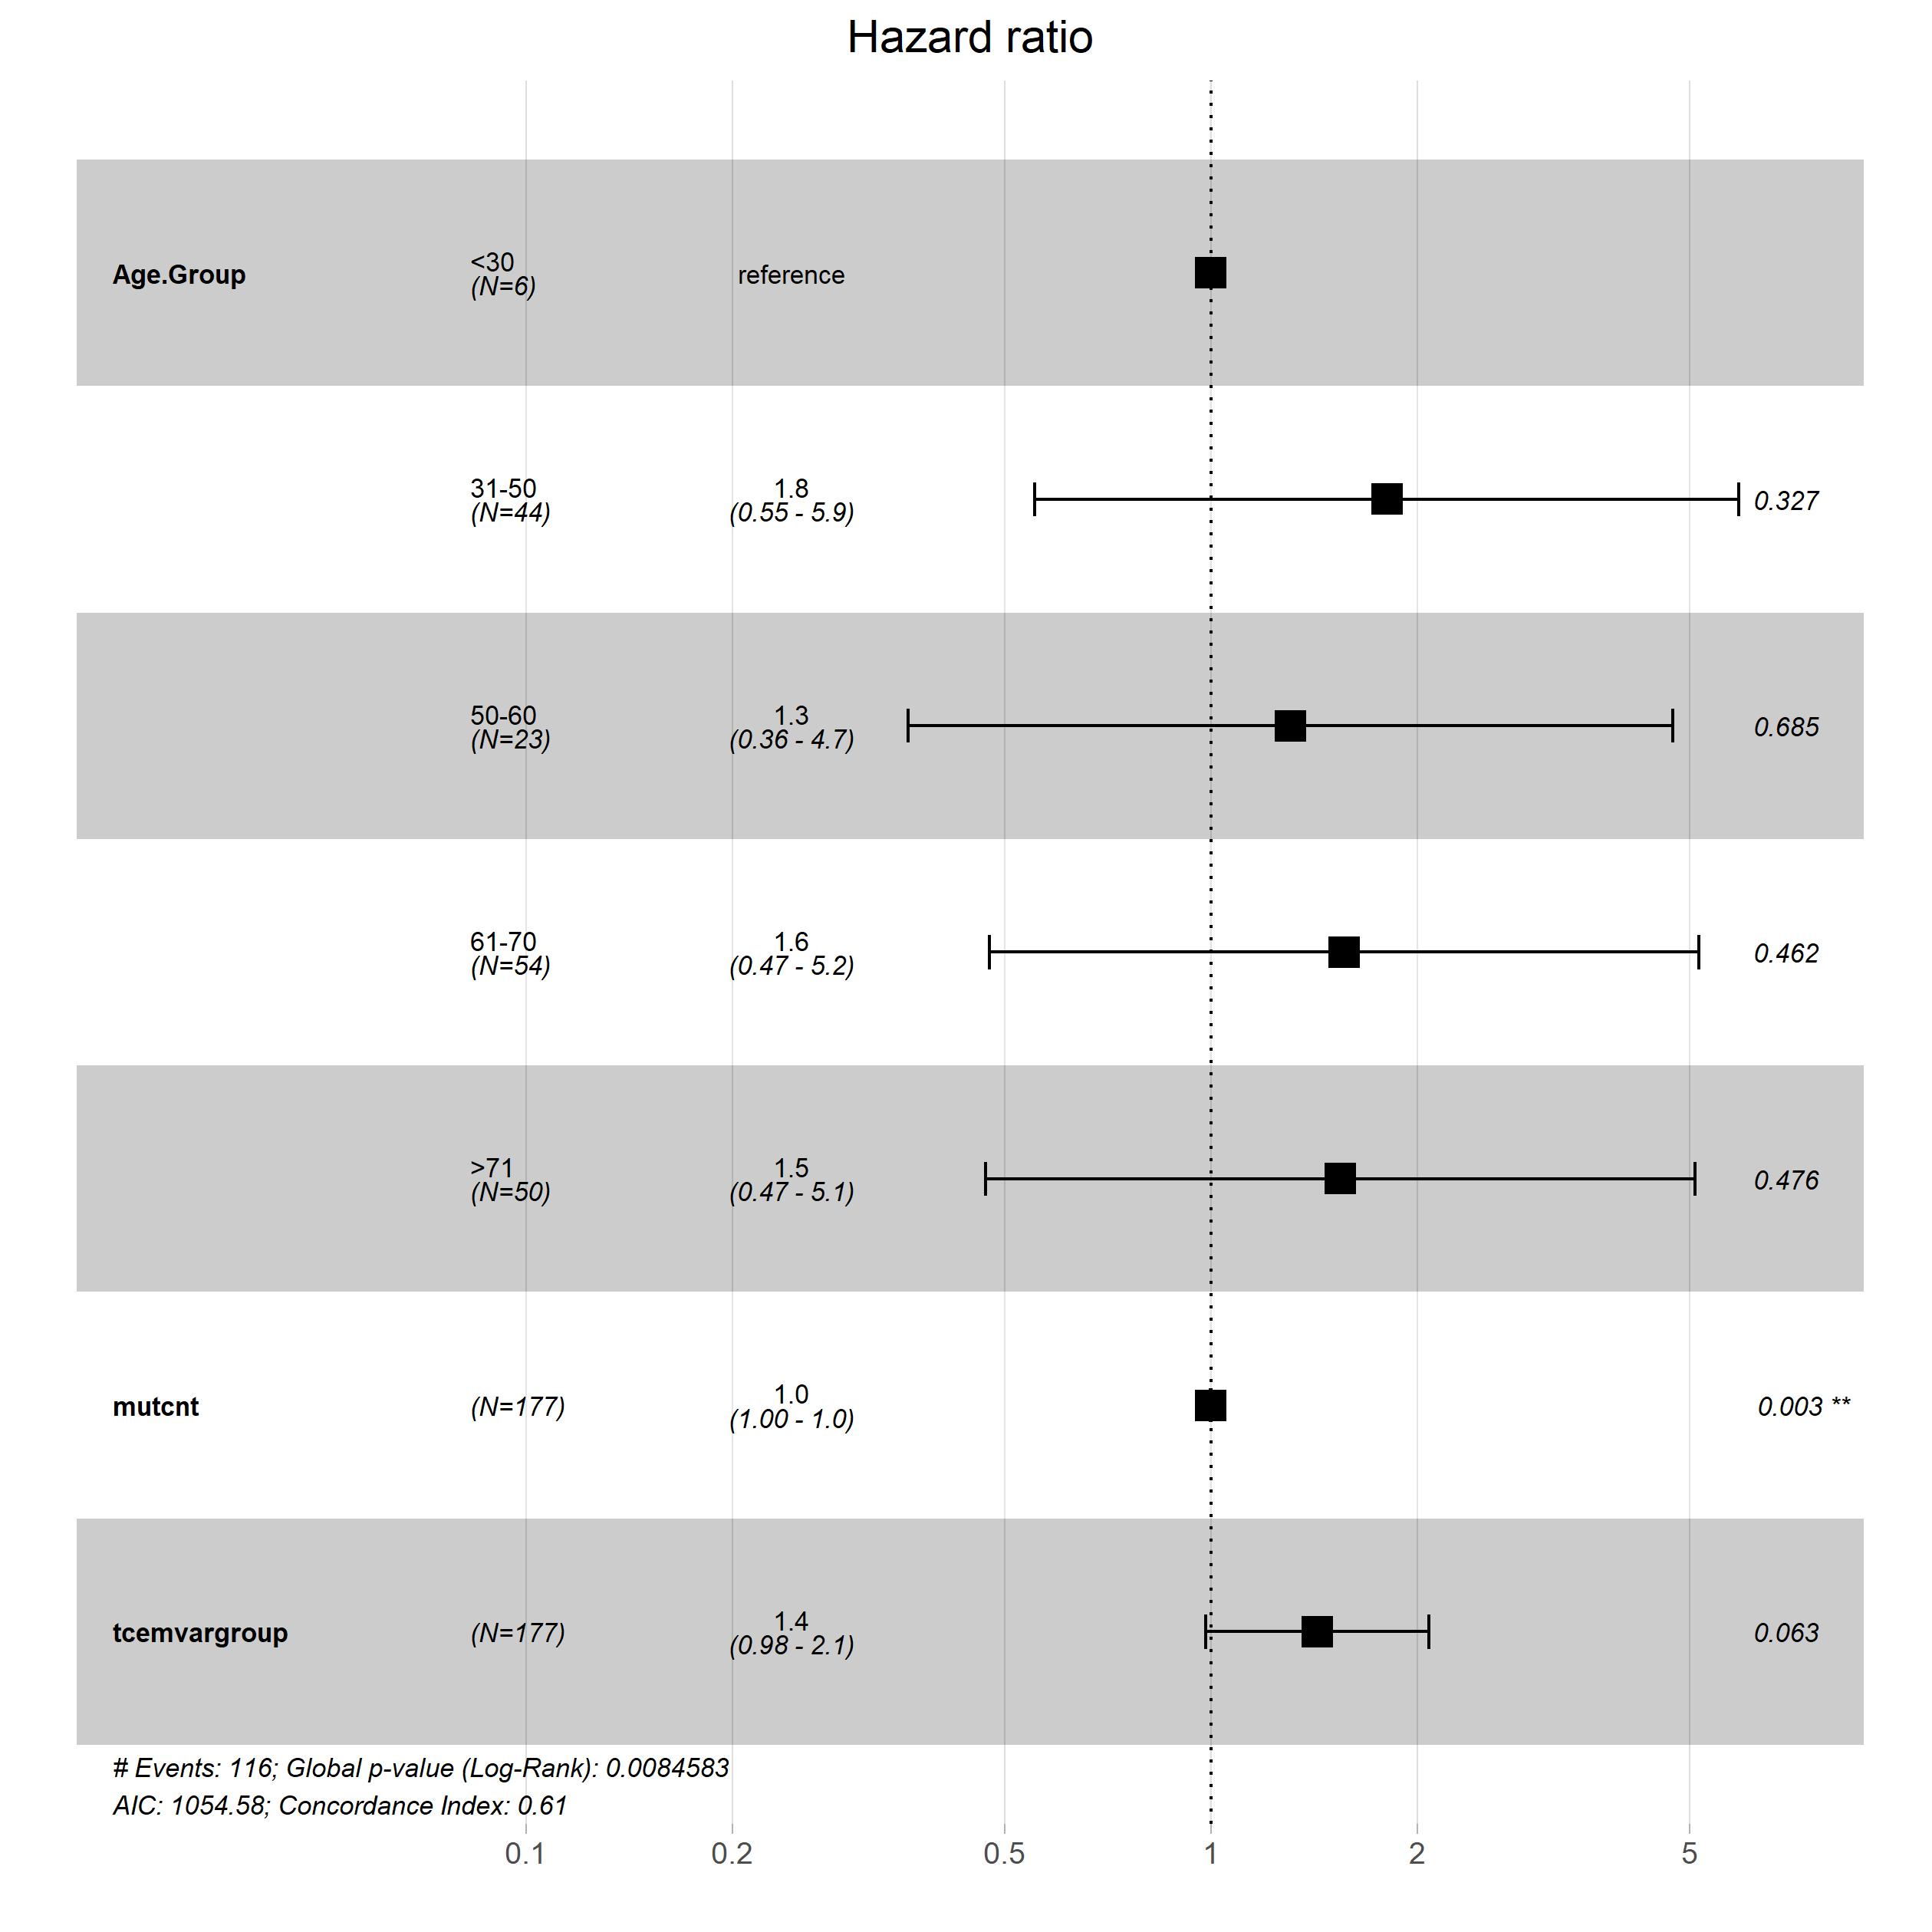 Hazard ratio
Age.Group
<30
(N=6)
reference
31-50
(N=44)
1.8
(0.55 - 5.9)
0.327
50-60
(N=23)
1.3
(0.36 - 4.7)
0.685
61-70
(N=54)
1.6
(0.47 - 5.2)
0.462
>71
(N=50)
1.5
(0.47 - 5.1)
0.476
mutcnt
(N=177)
1.0
(1.00 - 1.0)
0.003 **
tcemvargroup
(N=177)
1.4
(0.98 - 2.1)
0.063
# Events: 116; Global p-value (Log-Rank): 0.0084583
AIC: 1054.58; Concordance Index: 0.61
0.1 0.2 0.5 1 2 5